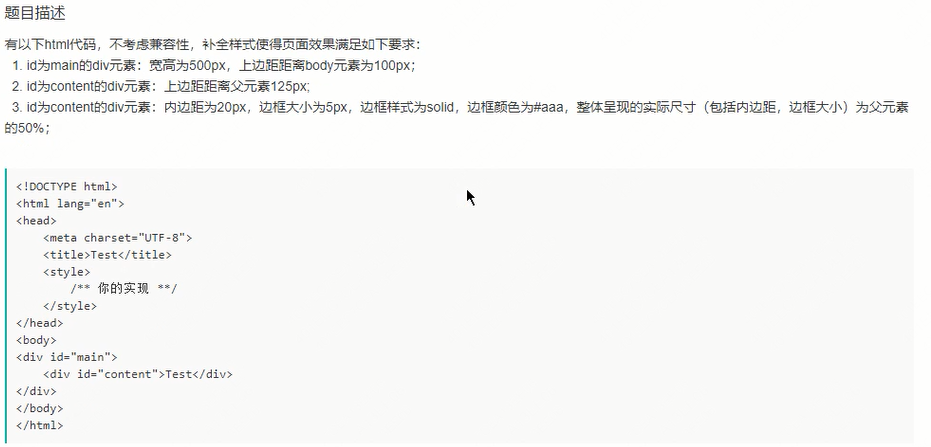 题目描述
有以下html代码，不考虑兼容性，补全样式使得页面效果满足如下要求：
1. id为main的div元素：宽高为500px，上边距距离body元素为100px；
2. id为content的div元素：上边距距离父元素125px;
3. id为content的div元素：内边距为20px，边框大小为5px，边框样式为solid，边框颜色为#aaa，整体呈现的实际尺寸（包括内边距，边框大小）为父元素
的50%；
<!DOCTYPE html>
<html lang="en">
<head>
    <meta charset="UTF-8">
    <title>Test</title>
    <style>
        /** 你的实现 **/
    </style>
</head>
<body>
<div id="main">
    <div id="content">Test</div>
</div>
</body>
</html>